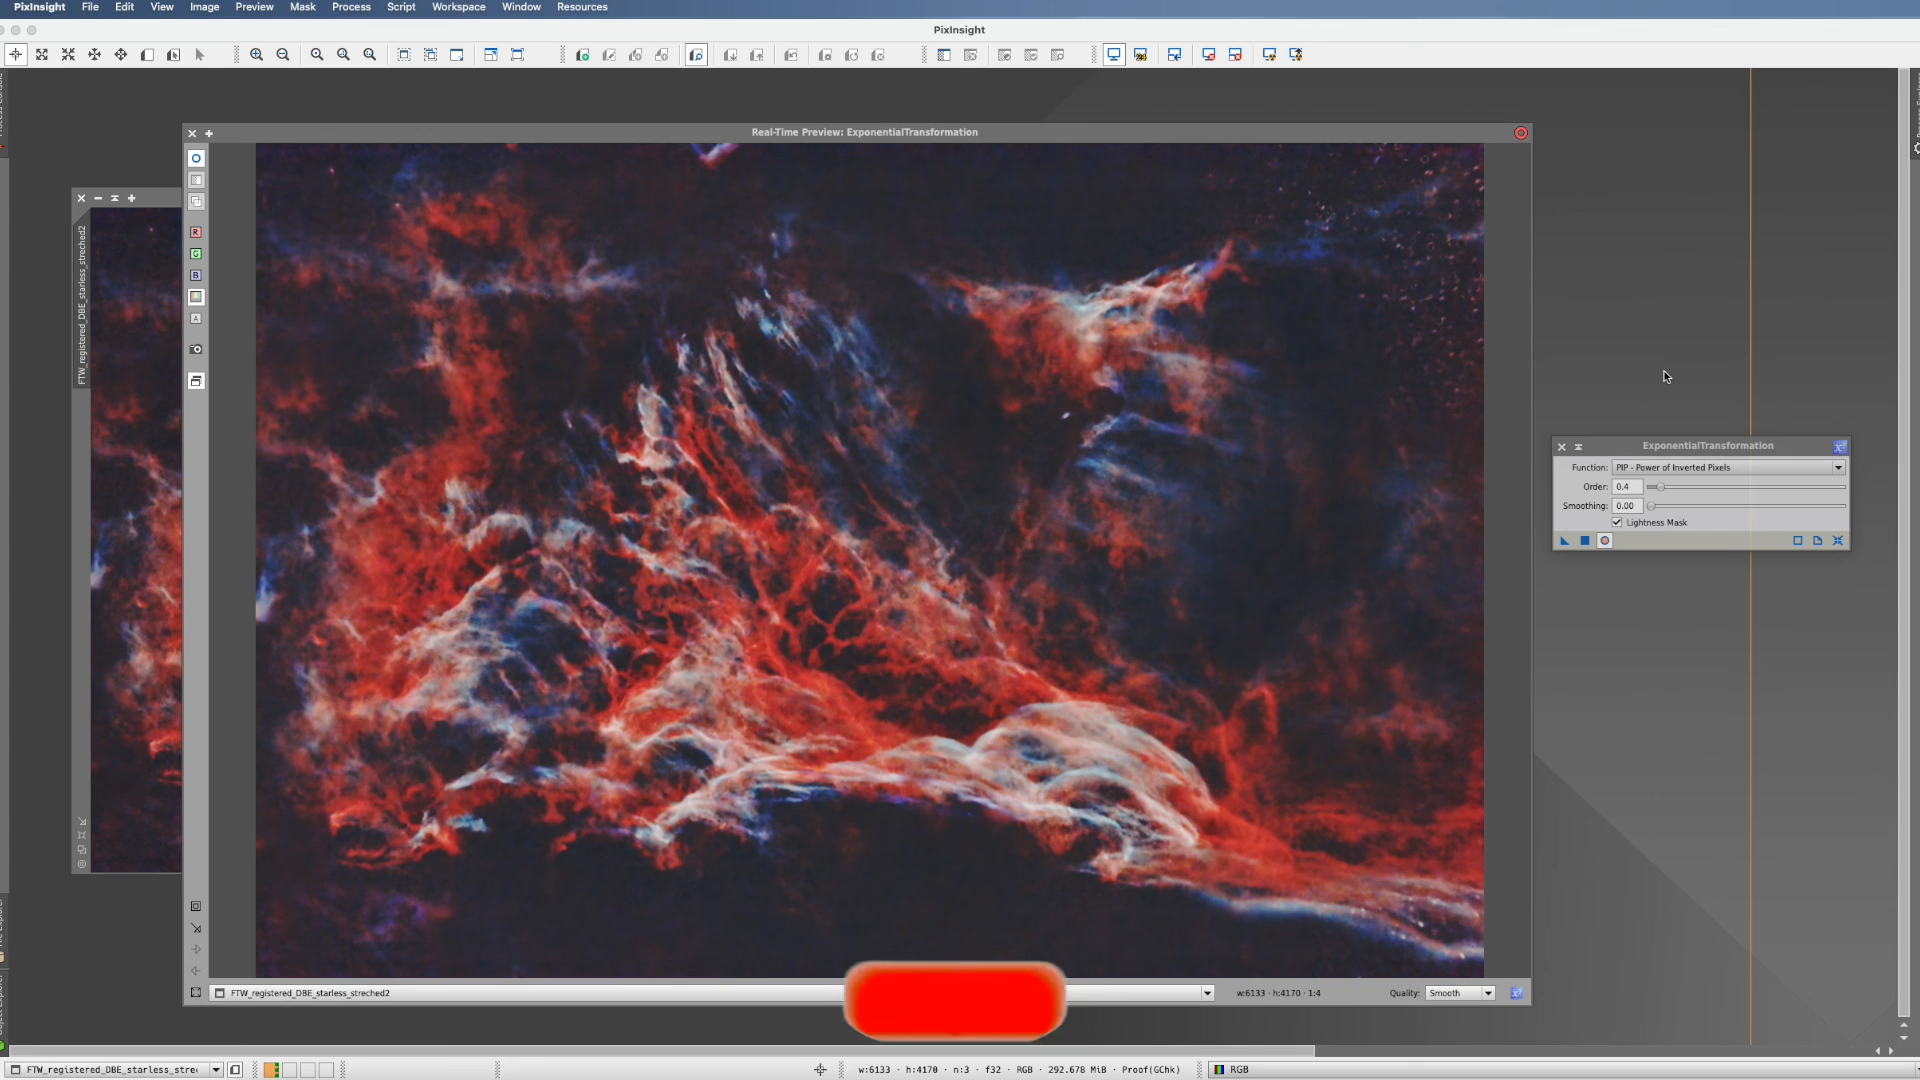 PixInsight File Edit View Image Preview Mask Process Script Workspace Window Resources
PixInsight
Real-Time Preview: ExponentialTransformation
FTW_registered_DBE_starless_streched2
R
G
B
A
ExponentialTransformation
Function: PIP - Power of Inverted Pixels
Order: 0.4
Smoothing: 0.00
Lightness Mask
FTW_registered_DBE_starless_streched2 w:6133 · h:4170 · 1:4 Quality: Smooth
FTW_registered_DBE_starless_stre w:6133 · h:4170 · n:3 · f32 · RGB · 292.678 MiB · Proof(GChk) RGB